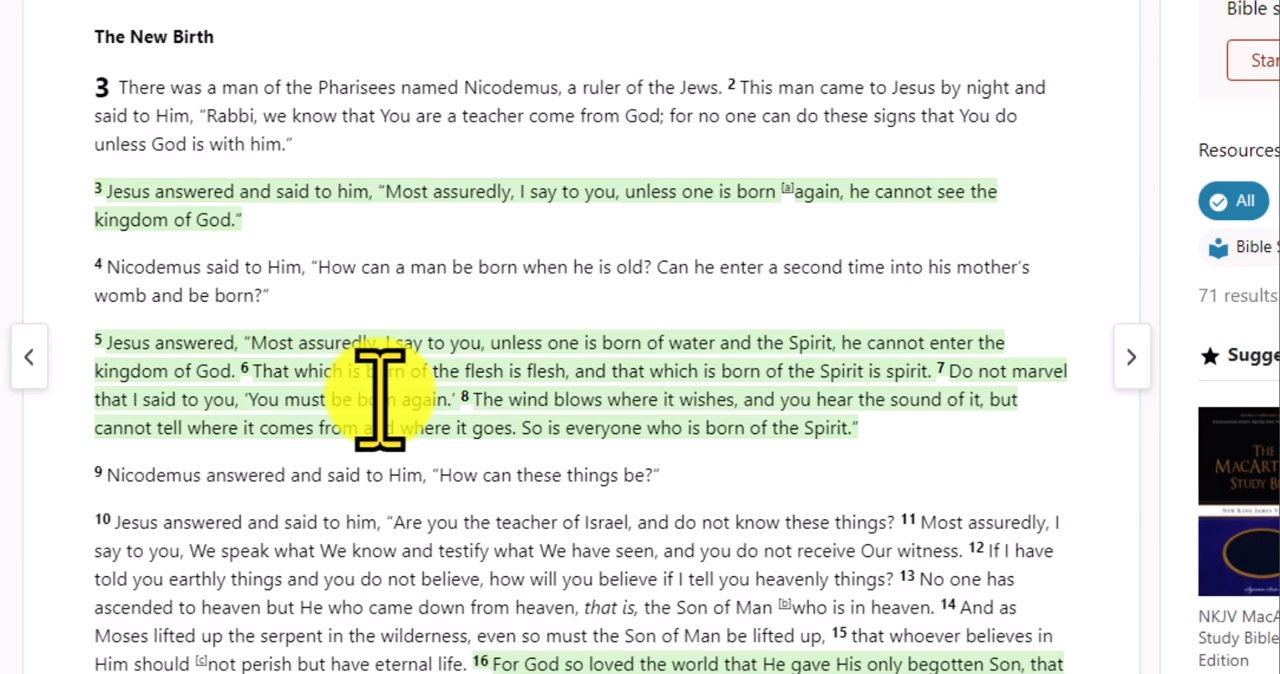 The New Birth
3 There was a man of the Pharisees named Nicodemus, a ruler of the Jews. 2 This man came to Jesus by night and
said to Him, “Rabbi, we know that You are a teacher come from God; for no one can do these signs that You do
unless God is with him.”
3 Jesus answered and said to him, “Most assuredly, I say to you, unless one is born [a]again, he cannot see the
kingdom of God.”
4 Nicodemus said to Him, “How can a man be born when he is old? Can he enter a second time into his mother’s
womb and be born?”
5 Jesus answered, “Most assuredly, I say to you, unless one is born of water and the Spirit, he cannot enter the
kingdom of God. 6 That which is born of the flesh is flesh, and that which is born of the Spirit is spirit. 7 Do not marvel
that I said to you, ‘You must be born again.’ 8 The wind blows where it wishes, and you hear the sound of it, but
cannot tell where it comes from and where it goes. So is everyone who is born of the Spirit.”
9 Nicodemus answered and said to Him, “How can these things be?”
10 Jesus answered and said to him, “Are you the teacher of Israel, and do not know these things? 11 Most assuredly, I
say to you, We speak what We know and testify what We have seen, and you do not receive Our witness. 12 If I have
told you earthly things and you do not believe, how will you believe if I tell you heavenly things? 13 No one has
ascended to heaven but He who came down from heaven, that is, the Son of Man [b]who is in heaven. 14 And as
Moses lifted up the serpent in the wilderness, even so must the Son of Man be lifted up, 15 that whoever believes in
Him should [c]not perish but have eternal life. 16 For God so loved the world that He gave His only begotten Son, that
Bible s
Star
Resources
All
Bible S
71 results
Sugge
THE
MACART
STUDY B
NKJV MacA
Study Bible
Edition